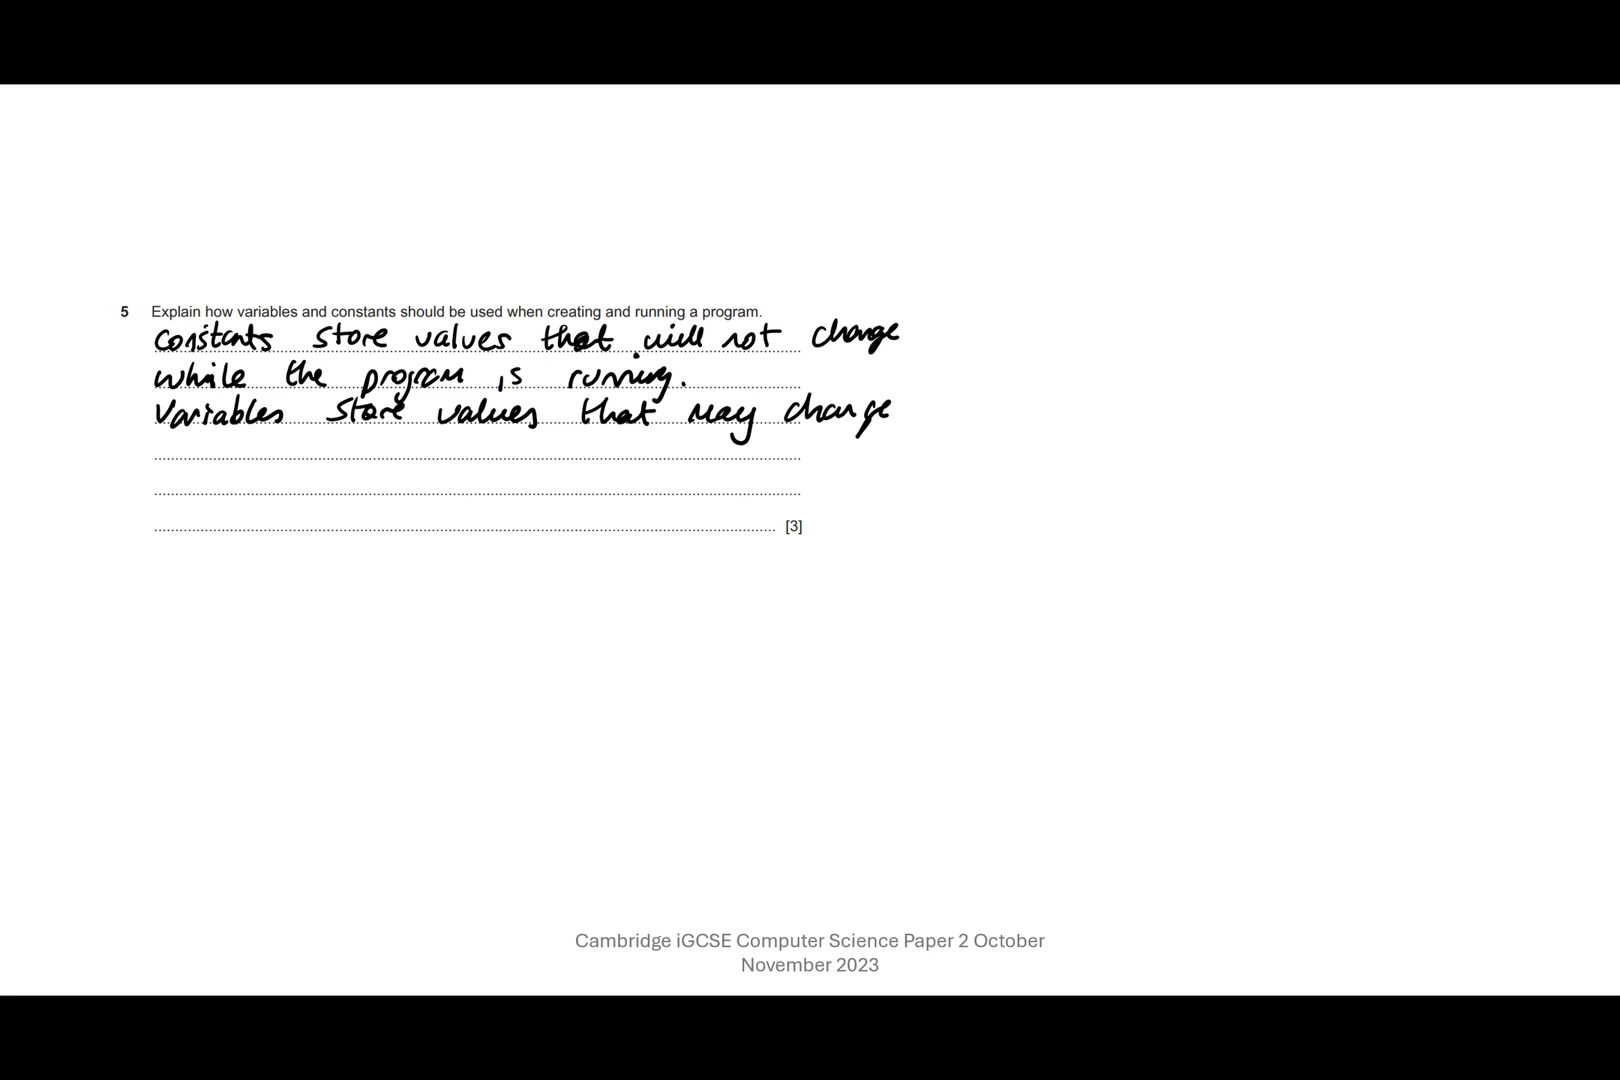 5 Explain how variables and constants should be used when creating and running a program.
constants store values that will not change
while the program is running.
Variables store values that may change
[3]
Cambridge iGCSE Computer Science Paper 2 October
November 2023